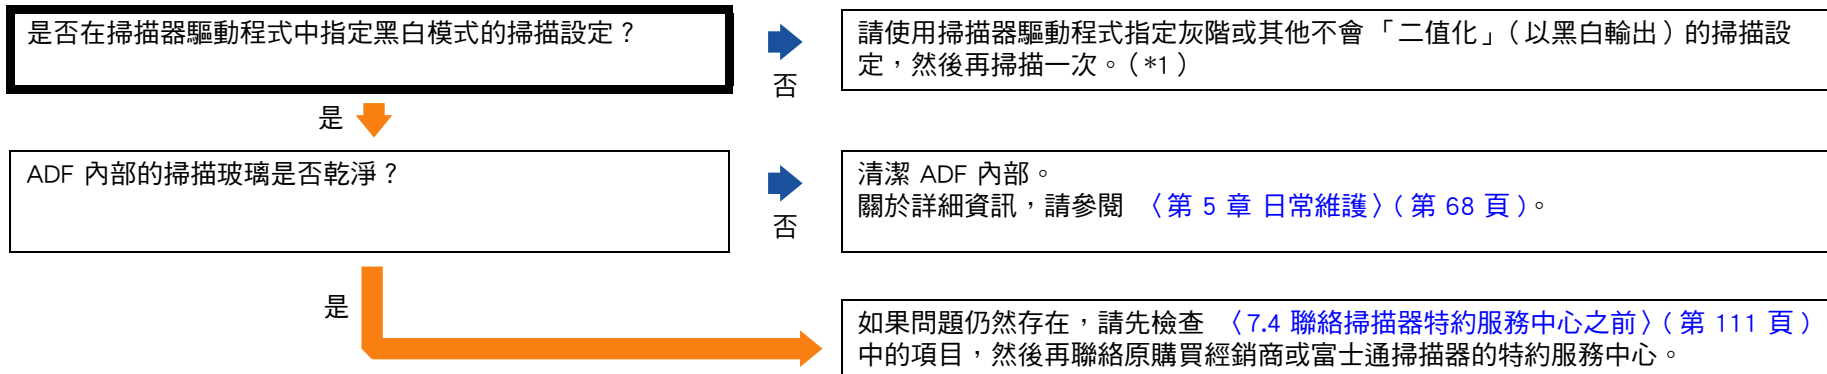 是否在掃描器驅動程式中指定黑白模式的掃描設定？
否
請使用掃描器驅動程式指定灰階或其他不會「二值化」（以黑白輸出）的掃描設
定，然後再掃描一次。（*1）
是
ADF 內部的掃描玻璃是否乾淨？
否
清潔 ADF 內部。
關於詳細資訊，請參閱 〈第 5 章 日常維護〉（第 68 頁）。
是
如果問題仍然存在，請先檢查 〈7.4 聯絡掃描器特約服務中心之前〉（第 111 頁）
中的項目，然後再聯絡原購買經銷商或富士通掃描器的特約服務中心。